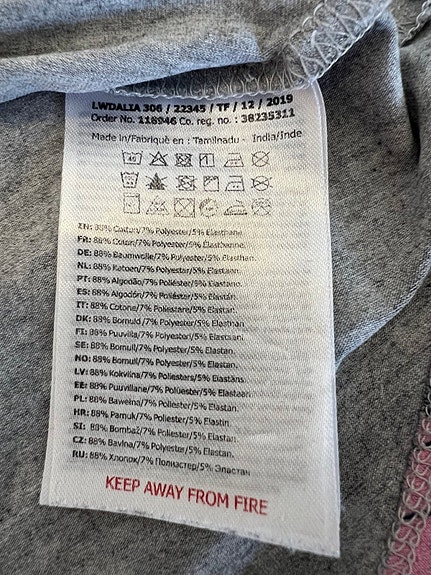 LWDALIA 306 / 22345 / TF / 12 / 2019
Order No. 118946 Co. reg. no. : 38235311
Made in/Fabriqué en : Tamilnadu - India/Inde
EN: 88% Cotton/7% Polyester/5% Elasthane.
FR: 88% Coton/7% Polyester/5% Elasthanne.
DE: 88% Baumwolle/7% Polyester/5% Elasthan.
NL: 88% Katoen/7% Polyester/5% Elastaan.
PT: 88% Algodão/7% Poliéster/5% Elastano.
ES: 88% Algodón/7% Poliéster/5% Elastán.
IT: 88% Cotone/7% Poliestere/5% Elastan.
DK: 88% Bomuld/7% Polyester/5% Elastan.
FI: 88% Puuvilla/7% Polyesteri/5% Elastaani.
SE: 88% Bomull/7% Polyester/5% Elastan.
NO: 88% Bomull/7% Polyester/5% Elastan.
LV: 88% Kokvilna/7% Poliesters/5% Elastāns
EE: 88% Puuvillane/7% Polüester/5% Elastaan.
PL: 88% Bawełna/7% Poliester/5% Elastan.
HR: 88% Pamuk/7% Poliester/5% Elastin.
SI: 88% Bombaž/7% Poliester/5% Elastan.
CZ: 88% Bavlna/7% Polyester/5% Elastan.
RU: 88% Хлопок/7% Полиэстер/5% Эластан
KEEP AWAY FROM FIRE